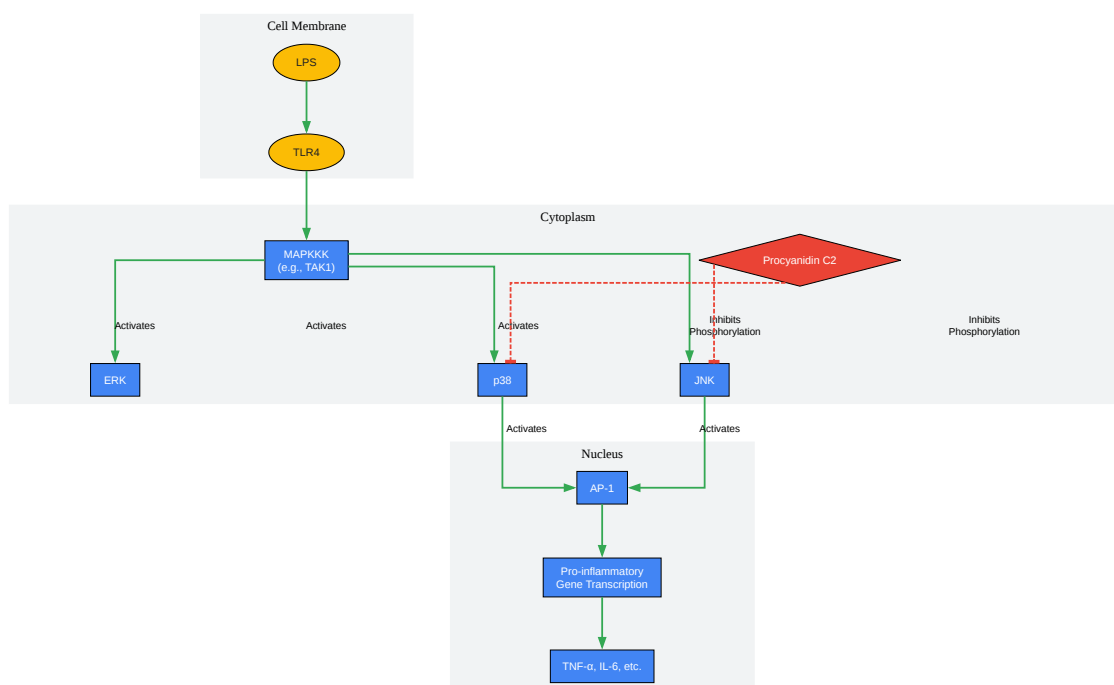 Cell Membrane
LPS
TLR4
Cytoplasm
MAPKKK
(e.g., TAK1)
Procyanidin C2
Activates
Activates
Activates
Inhibits
Phosphorylation
Inhibits
Phosphorylation
ERK
p38
JNK
Activates
Activates
Nucleus
AP-1
Pro-inflammatory
Gene Transcription
TNF-α, IL-6, etc.